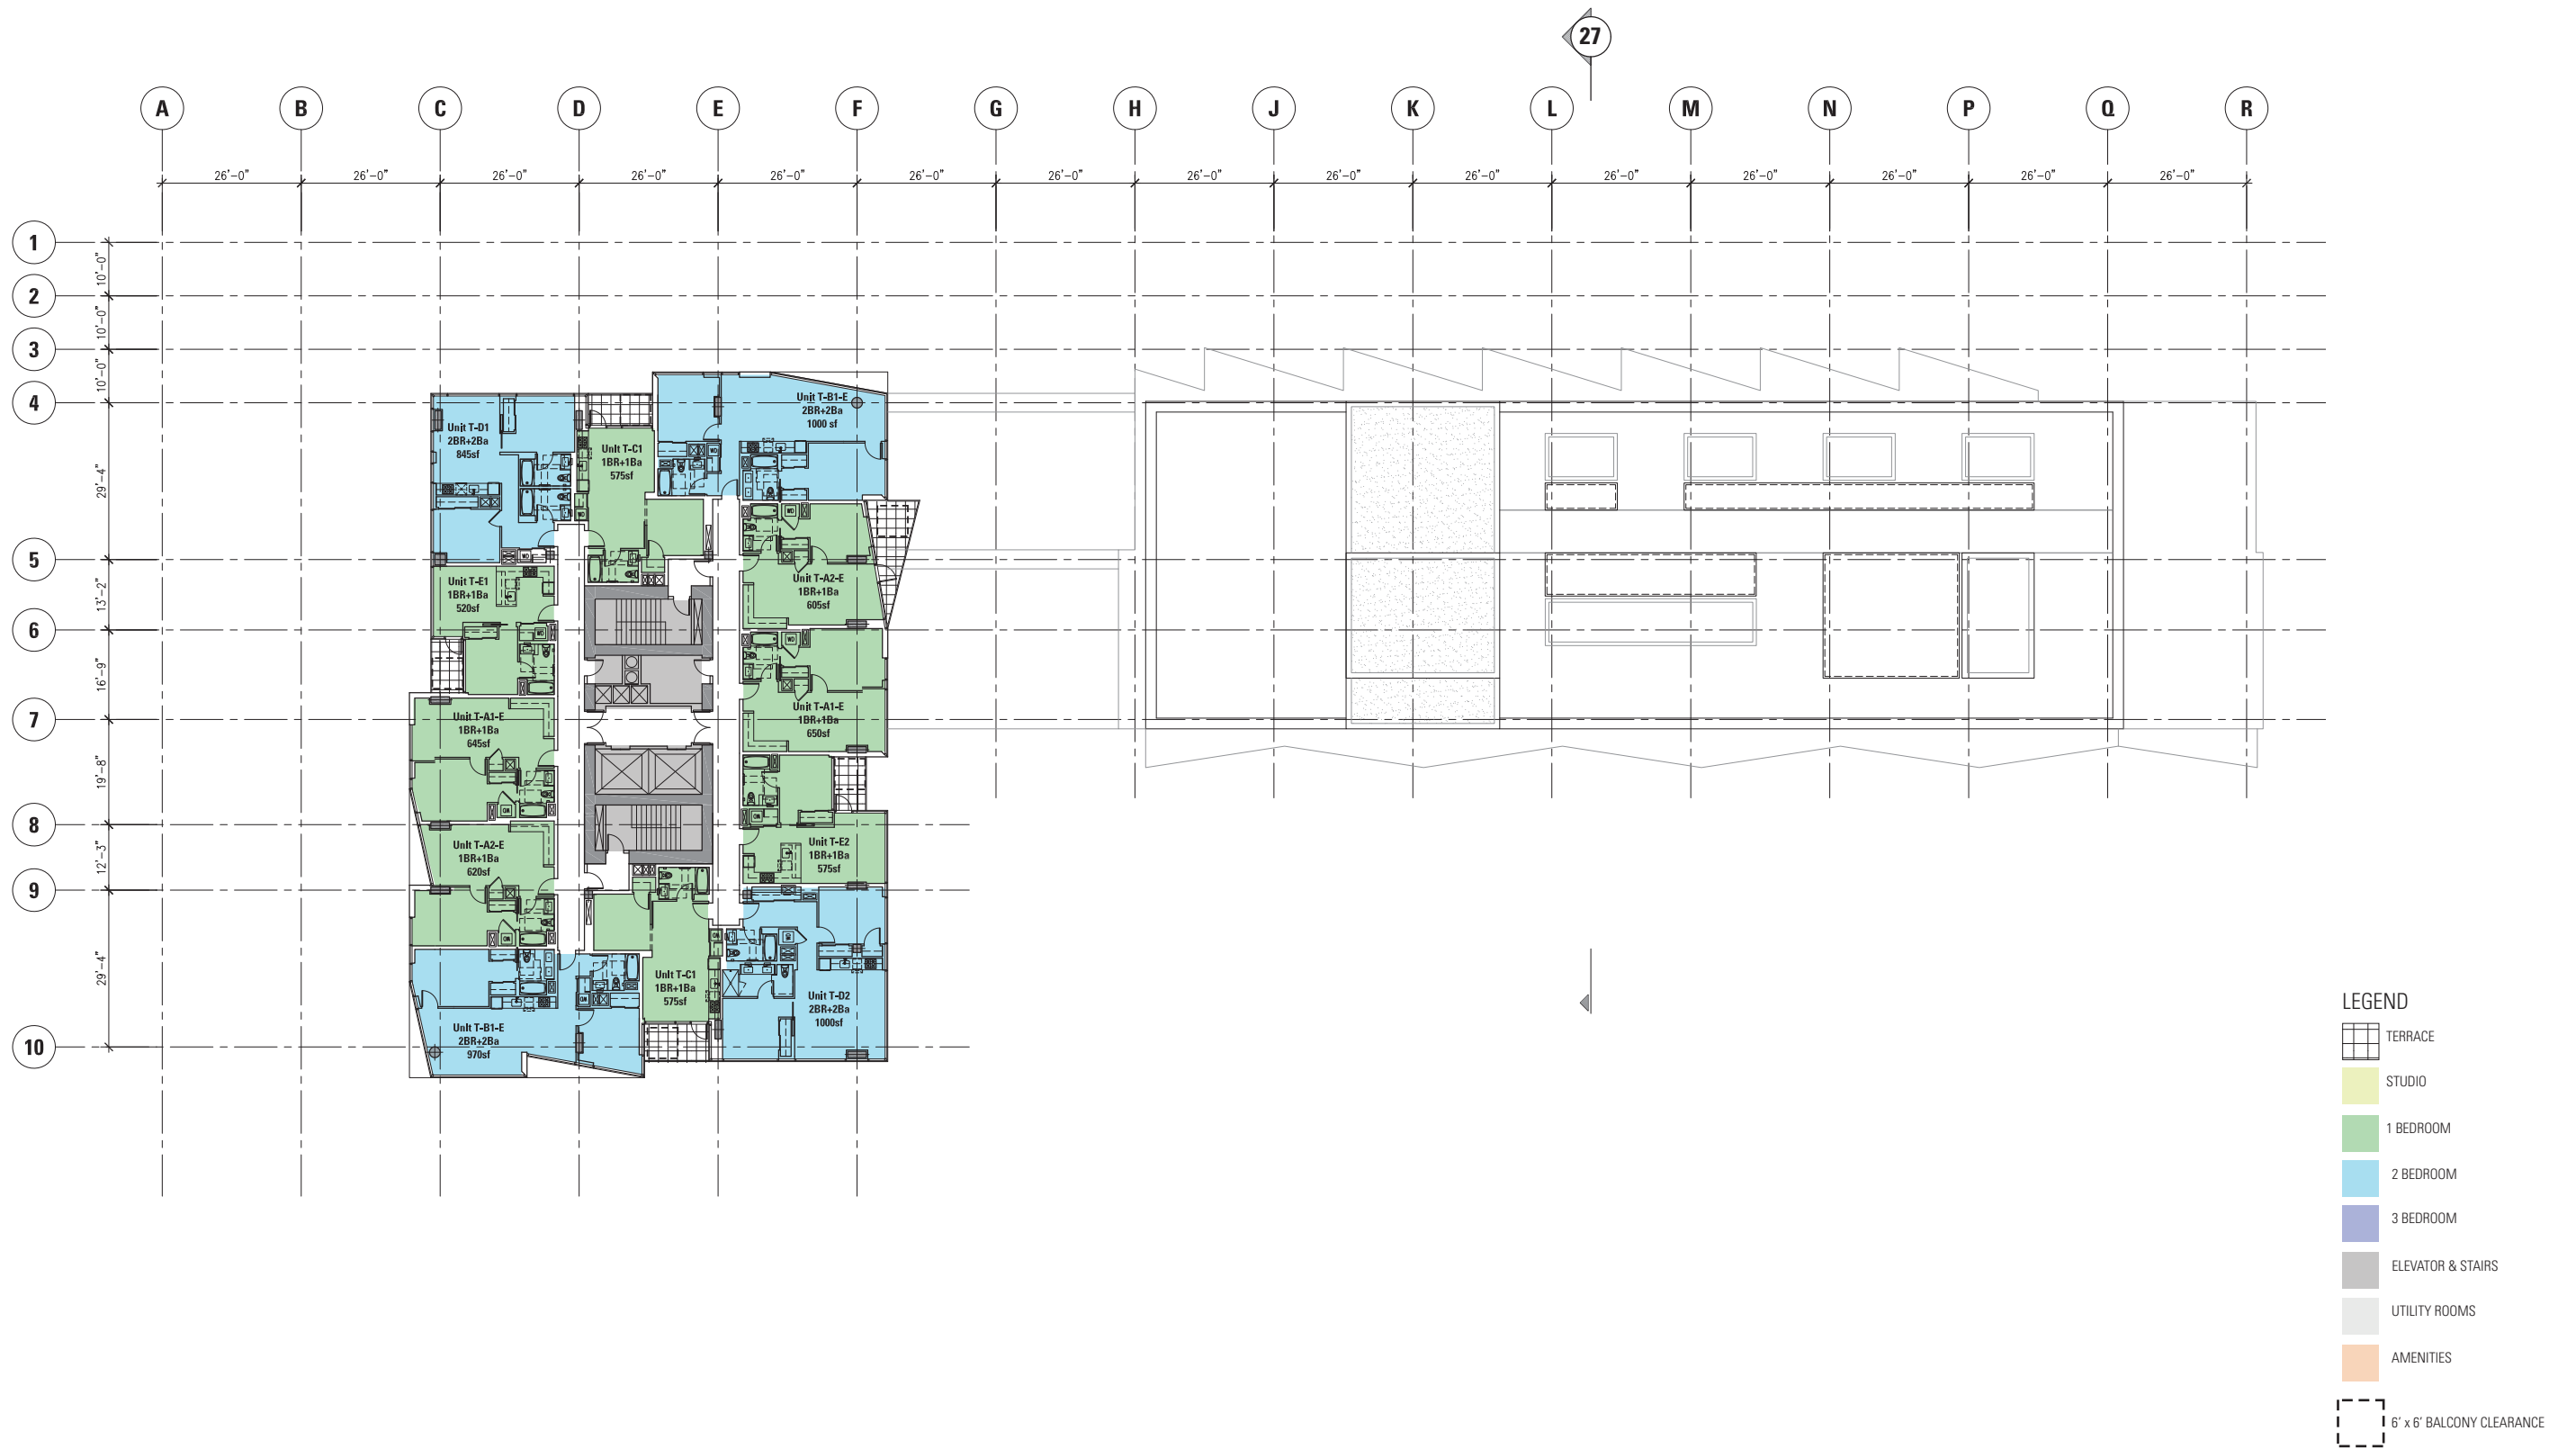 27
A B C D E F G H J K L M N P Q R
26'–0" 26'–0" 26'–0" 26'–0" 26'–0" 26'–0" 26'–0" 26'–0" 26'–0" 26'–0" 26'–0" 26'–0" 26'–0" 26'–0" 26'–0"
1
10'–0"
2
10'–0"
3
10'–0"
4
29'–4"
5
13'–2"
6
16'–9"
7
19'–8"
8
12'–3"
9
29'–4"
10
Unit T-B1-E
2BR+2Ba
1000 sf
Unit T-D1
2BR+2Ba
845sf
Unit T-C1
1BR+1Ba
575sf
Unit T-E1
1BR+1Ba
520sf
Unit T-A2-E
1BR+1Ba
605sf
Unit T-A1-E
1BR+1Ba
645sf
Unit T-A1-E
1BR+1Ba
650sf
Unit T-A2-E
1BR+1Ba
620sf
Unit T-E2
1BR+1Ba
575sf
Unit T-C1
1BR+1Ba
575sf
Unit T-D2
2BR+2Ba
1000sf
Unit T-B1-E
2BR+2Ba
970sf
LEGEND
TERRACE
STUDIO
1 BEDROOM
2 BEDROOM
3 BEDROOM
ELEVATOR & STAIRS
UTILITY ROOMS
AMENITIES
6' x 6' BALCONY CLEARANCE